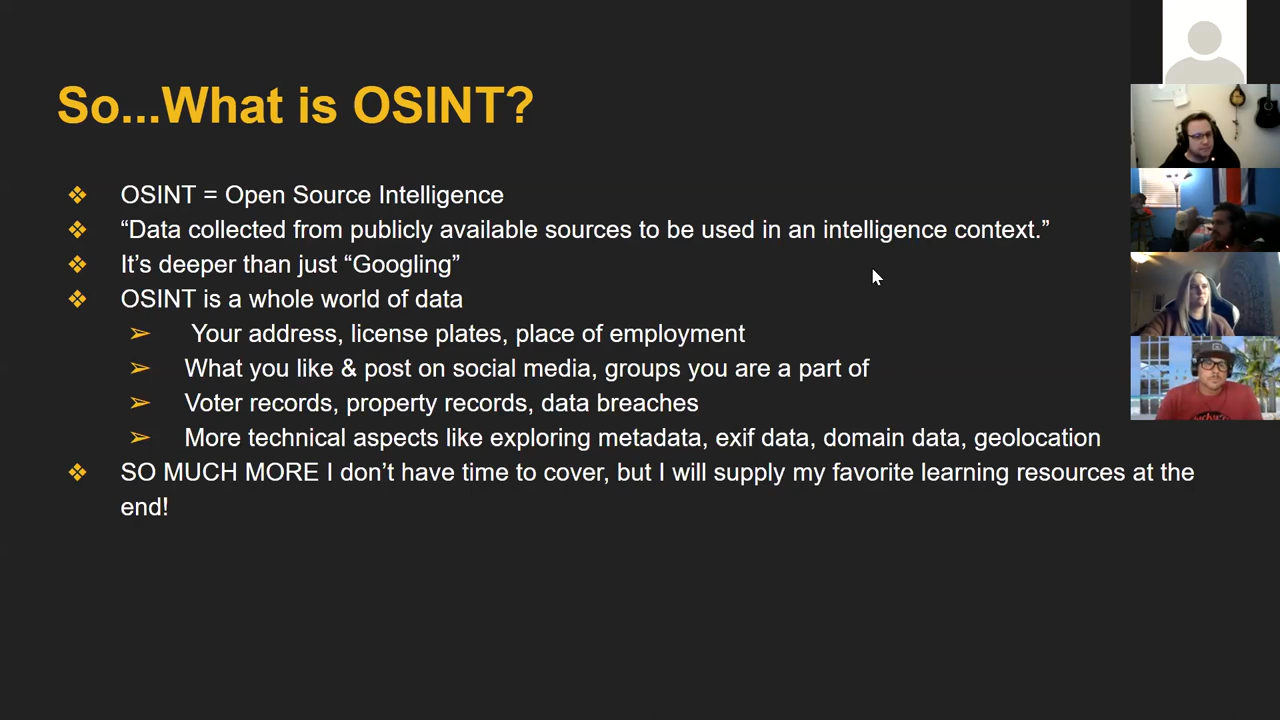 So...What is OSINT?
❖ OSINT = Open Source Intelligence
❖ “Data collected from publicly available sources to be used in an intelligence context.”
❖ It’s deeper than just “Googling”
❖ OSINT is a whole world of data
➢ Your address, license plates, place of employment
➢ What you like & post on social media, groups you are a part of
➢ Voter records, property records, data breaches
➢ More technical aspects like exploring metadata, exif data, domain data, geolocation
❖ SO MUCH MORE I don’t have time to cover, but I will supply my favorite learning resources at the
end!